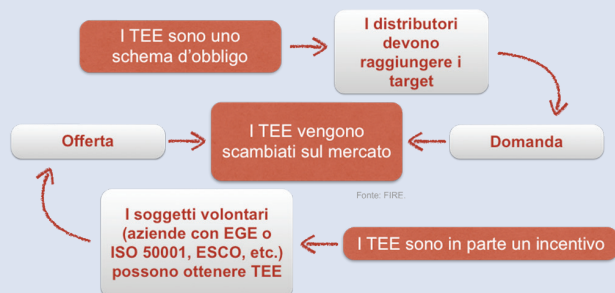 I TEE sono uno
schema d'obbligo
I distributori
devono
raggiungere i
target
Offerta
I TEE vengono
scambiati sul mercato
Domanda
Fonte: FIRE.
I soggetti volontari
(aziende con EGE o
ISO 50001, ESCO, etc.)
possono ottenere TEE
I TEE sono in parte un incentivo